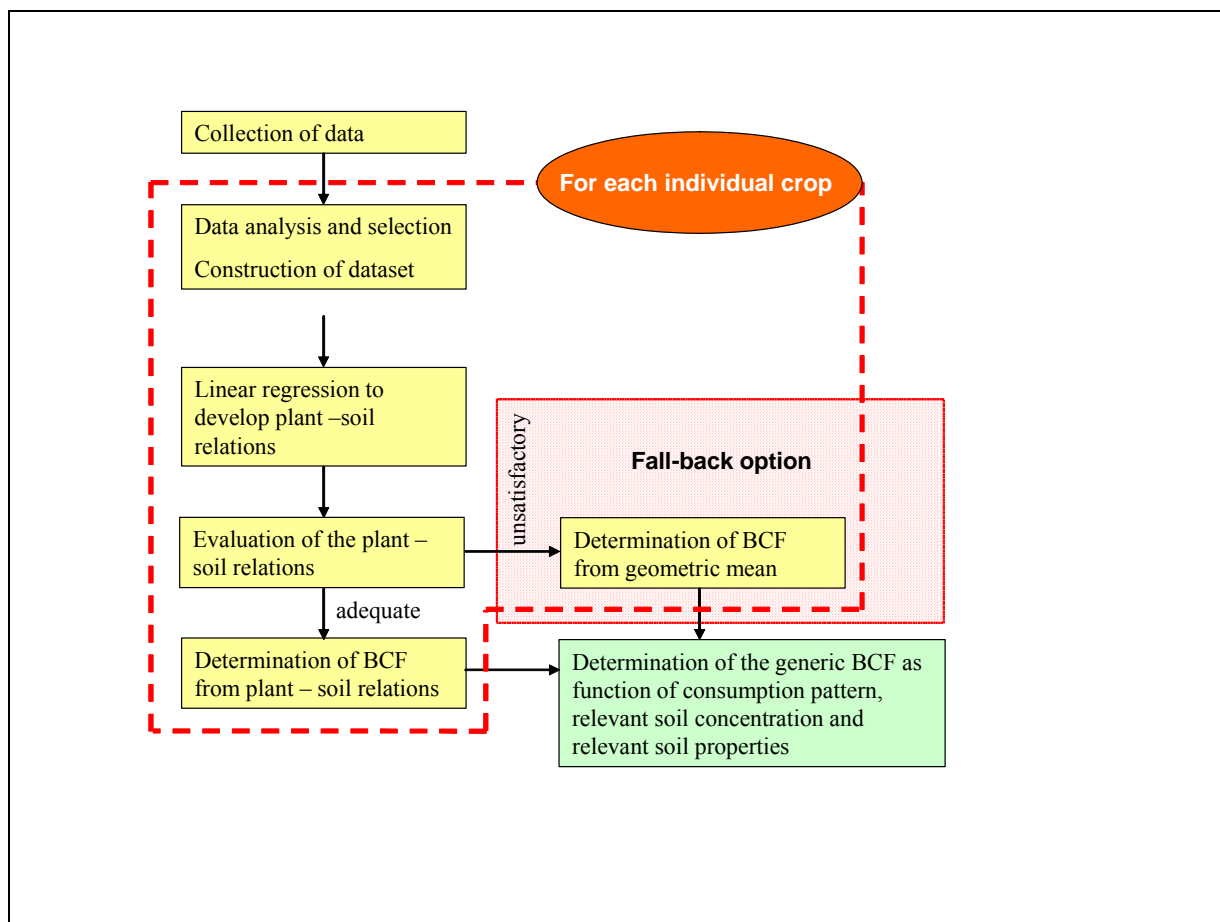 Collection of data
For each individual crop
Data analysis and selection
Construction of dataset
Linear regression to
develop plant –soil
relations
unsatisfactory
Fall-back option
Evaluation of the plant –
soil relations
Determination of BCF
from geometric mean
adequate
Determination of BCF
from plant – soil relations
Determination of the generic BCF as
function of consumption pattern,
relevant soil concentration and
relevant soil properties